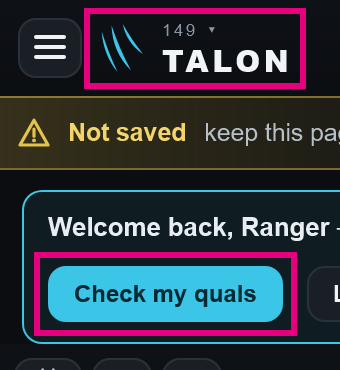 149 ▾
TALON
Not saved keep this pag
Welcome back, Ranger -
Check my quals